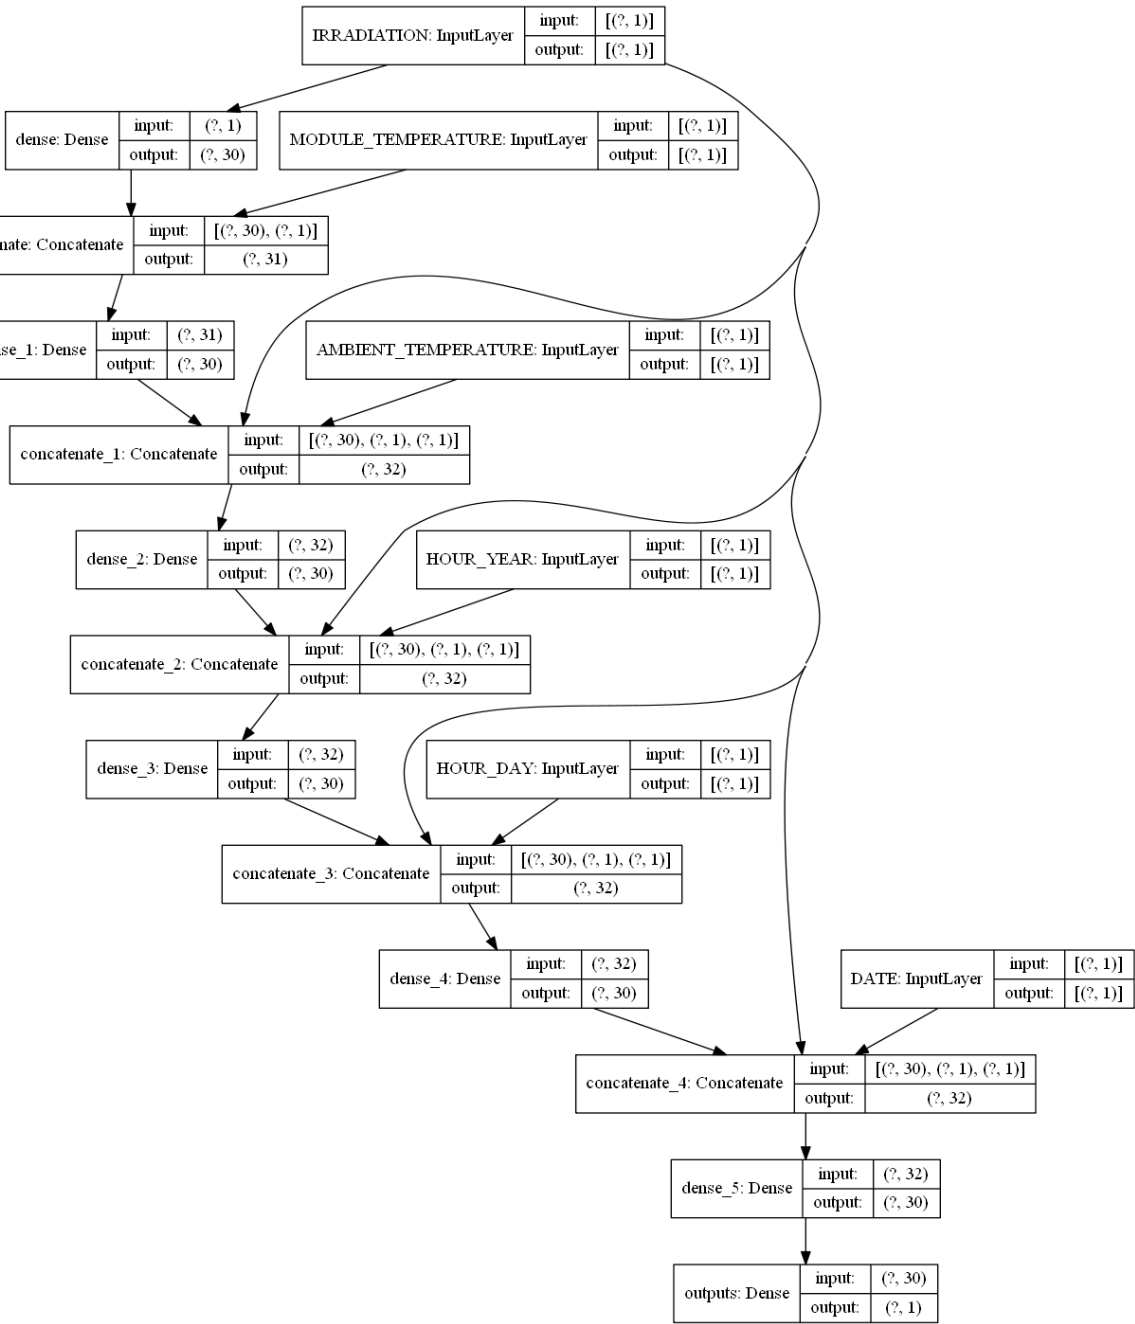 IRRADIATION: InputLayer
input: [(?, 1)]
output: [(?, 1)]
dense: Dense
input: (?, 1)
output: (?, 30)
MODULE_TEMPERATURE: InputLayer
input: [(?, 1)]
output: [(?, 1)]
nate: Concatenate
input: [(?, 30), (?, 1)]
output: (?, 31)
se_1: Dense
input: (?, 31)
output: (?, 30)
AMBIENT_TEMPERATURE: InputLayer
input: [(?, 1)]
output: [(?, 1)]
concatenate_1: Concatenate
input: [(?, 30), (?, 1), (?, 1)]
output: (?, 32)
dense_2: Dense
input: (?, 32)
output: (?, 30)
HOUR_YEAR: InputLayer
input: [(?, 1)]
output: [(?, 1)]
concatenate_2: Concatenate
input: [(?, 30), (?, 1), (?, 1)]
output: (?, 32)
dense_3: Dense
input: (?, 32)
output: (?, 30)
HOUR_DAY: InputLayer
input: [(?, 1)]
output: [(?, 1)]
concatenate_3: Concatenate
input: [(?, 30), (?, 1), (?, 1)]
output: (?, 32)
dense_4: Dense
input: (?, 32)
output: (?, 30)
DATE: InputLayer
input: [(?, 1)]
output: [(?, 1)]
concatenate_4: Concatenate
input: [(?, 30), (?, 1), (?, 1)]
output: (?, 32)
dense_5: Dense
input: (?, 32)
output: (?, 30)
outputs: Dense
input: (?, 30)
output: (?, 1)